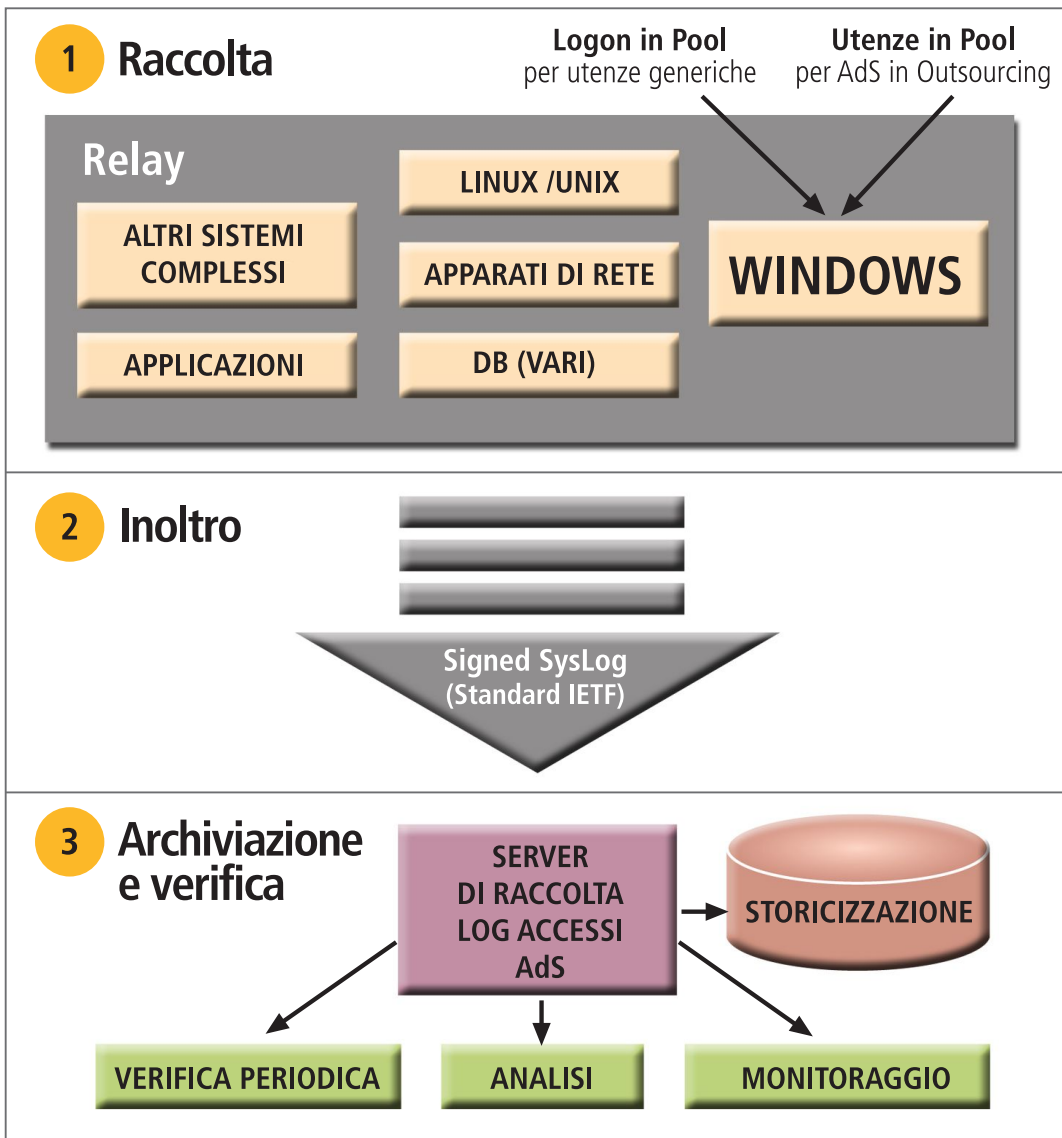 1 Raccolta
Logon in Pool
per utenze generiche
Utenze in Pool
per AdS in Outsourcing
Relay
ALTRI SISTEMI
COMPLESSI
APPLICAZIONI
LINUX /UNIX
APPARATI DI RETE
DB (VARI)
WINDOWS
2 Inoltro
Signed SysLog
(Standard IETF)
3 Archiviazione
e verifica
SERVER
DI RACCOLTA
LOG ACCESSI
AdS
STORICIZZAZIONE
VERIFICA PERIODICA
ANALISI
MONITORAGGIO